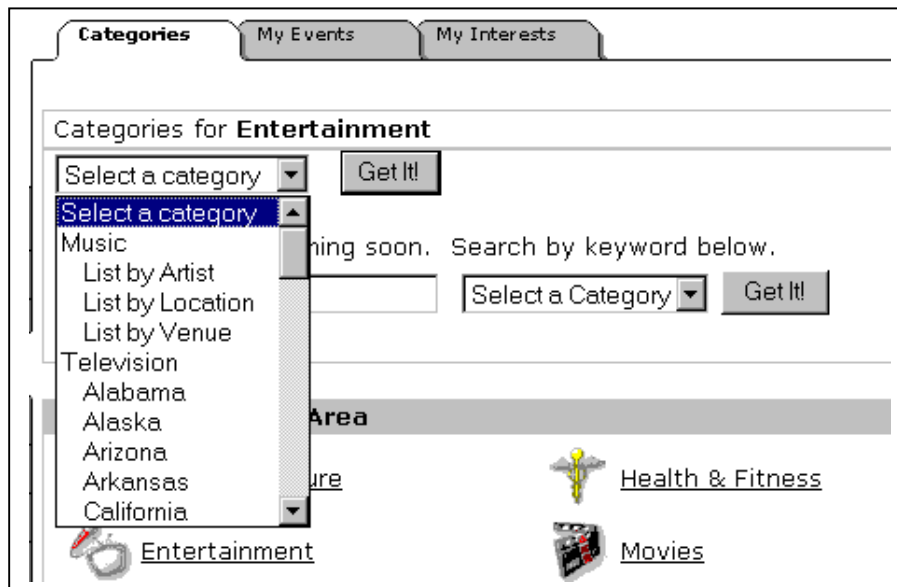 Categories My Events My Interests
Categories for Entertainment
Select a category Get It!
Select a category
Music
List by Artist
List by Location
List by Venue
Television
Alabama
Alaska
Arizona
Arkansas
California
soon. Search by keyword below.
Select a Category Get It!
Area
Health & Fitness
Entertainment
Movies